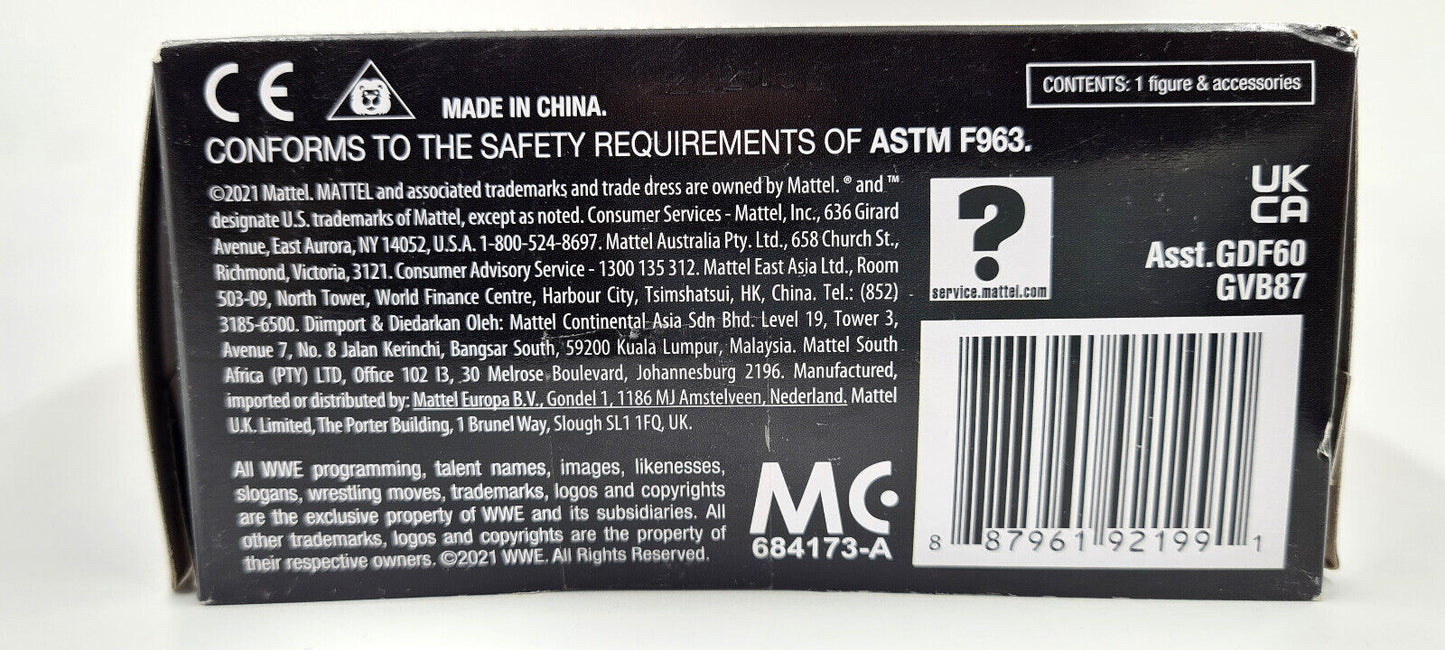 CE
MADE IN CHINA.
CONTENTS: 1 figure & accessories
CONFORMS TO THE SAFETY REQUIREMENTS OF ASTM F963.
©2021 Mattel. MATTEL and associated trademarks and trade dress are owned by Mattel. ® and ™
designate U.S. trademarks of Mattel, except as noted. Consumer Services - Mattel, Inc., 636 Girard
Avenue, East Aurora, NY 14052, U.S.A. 1-800-524-8697. Mattel Australia Pty. Ltd., 658 Church St.,
Richmond, Victoria, 3121. Consumer Advisory Service - 1300 135 312. Mattel East Asia Ltd., Room
503-09, North Tower, World Finance Centre, Harbour City, Tsimshatsui, HK, China. Tel.: (852)
3185-6500. Diimport & Diedarkan Oleh: Mattel Continental Asia Sdn Bhd. Level 19, Tower 3,
Avenue 7, No. 8 Jalan Kerinchi, Bangsar South, 59200 Kuala Lumpur, Malaysia. Mattel South
Africa (PTY) LTD, Office 102 I3, 30 Melrose Boulevard, Johannesburg 2196. Manufactured,
imported or distributed by: Mattel Europa B.V., Gondel 1, 1186 MJ Amstelveen, Nederland. Mattel
U.K. Limited, The Porter Building, 1 Brunel Way, Slough SL1 1FQ, UK.
All WWE programming, talent names, images, likenesses,
slogans, wrestling moves, trademarks, logos and copyrights
are the exclusive property of WWE and its subsidiaries. All
other trademarks, logos and copyrights are the property of
their respective owners. ©2021 WWE. All Rights Reserved.
MC
684173-A
?
service.mattel.com
UK
CA
Asst.GDF60
GVB87
8 87961 92199 1